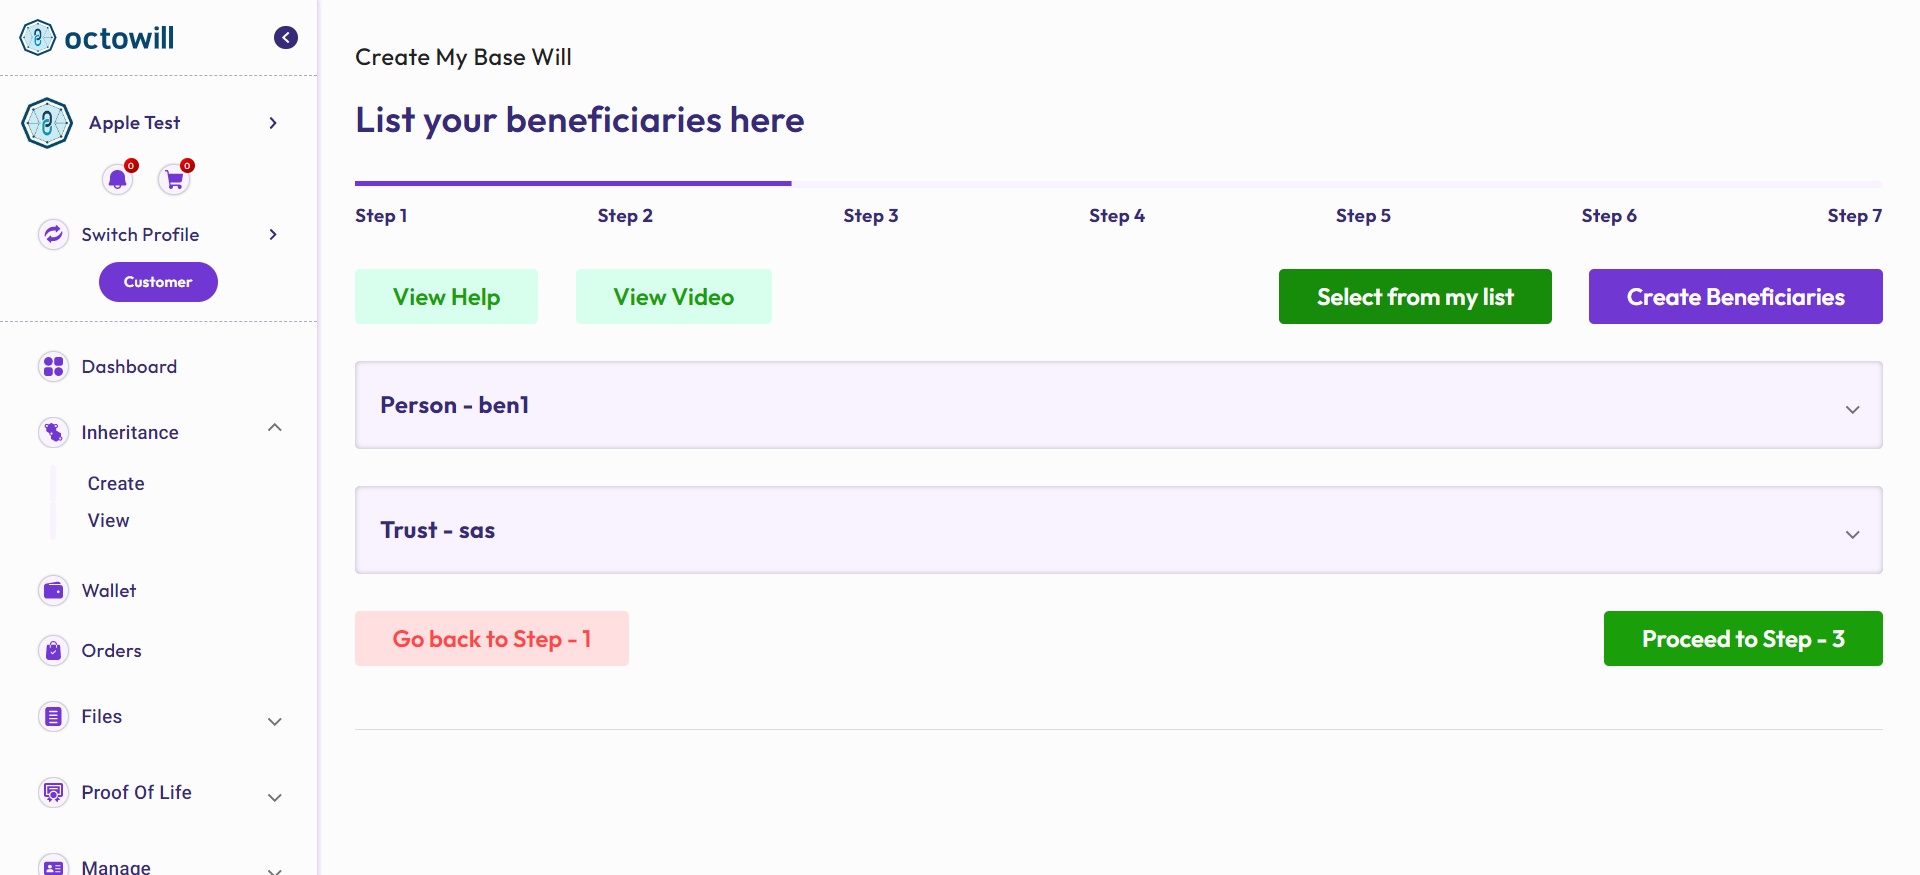 octowill
Apple Test
0
0
Switch Profile
Customer
Dashboard
Inheritance
Create
View
Wallet
Orders
Files
Proof Of Life
Manage
Create My Base Will
List your beneficiaries here
Step 1 Step 2 Step 3 Step 4 Step 5 Step 6 Step 7
View Help View Video Select from my list Create Beneficiaries
Person - ben1
Trust - sas
Go back to Step - 1 Proceed to Step - 3